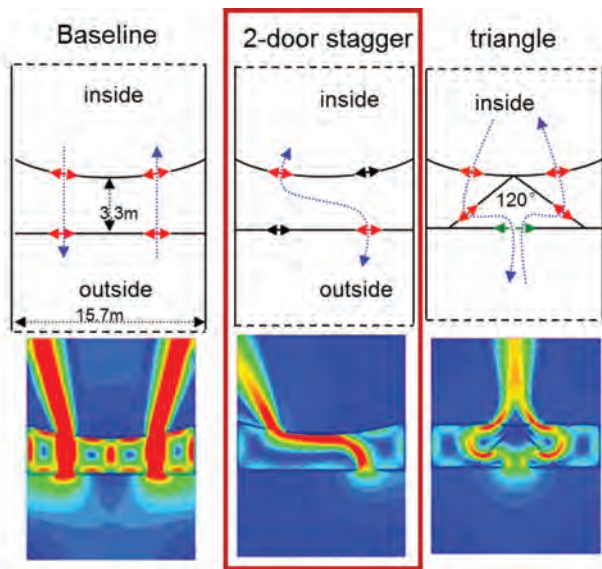 Baseline
2-door stagger
triangle
inside
inside
inside
3.3m
120°
outside
outside
15.7m